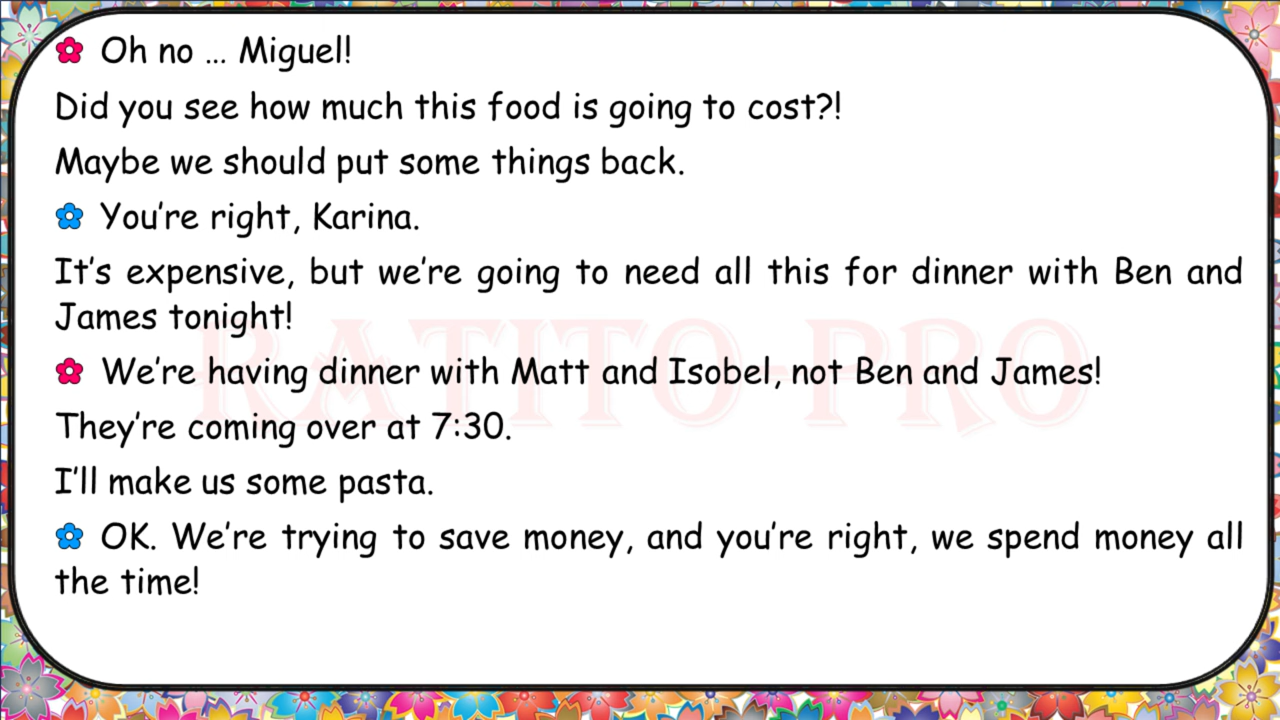 Oh no ... Miguel!
Did you see how much this food is going to cost?!
Maybe we should put some things back.
You're right, Karina.
It's expensive, but we're going to need all this for dinner with Ben and
James tonight!
We're having dinner with Matt and Isobel, not Ben and James!
They're coming over at 7:30.
I'll make us some pasta.
OK. We're trying to save money, and you're right, we spend money all
the time!
RATITO-PRO